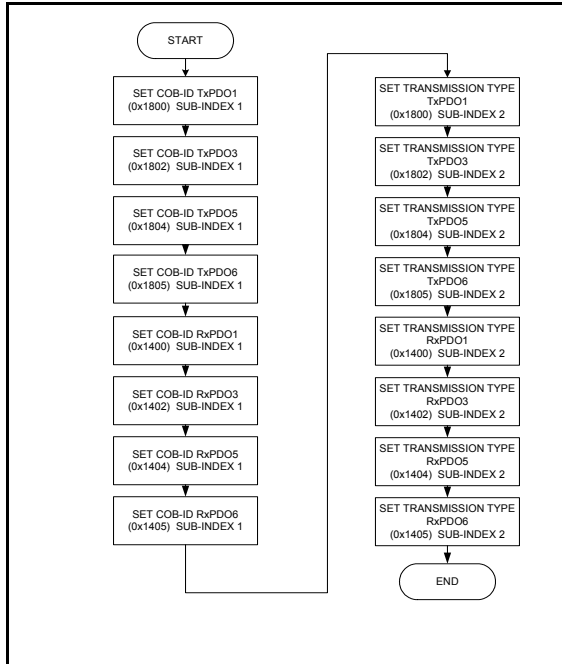 START
SET COB-ID TxPDO1
(0x1800) SUB-INDEX 1
SET COB-ID TxPDO3
(0x1802) SUB-INDEX 1
SET COB-ID TxPDO5
(0x1804) SUB-INDEX 1
SET COB-ID TxPDO6
(0x1805) SUB-INDEX 1
SET COB-ID RxPDO1
(0x1400) SUB-INDEX 1
SET COB-ID RxPDO3
(0x1402) SUB-INDEX 1
SET COB-ID RxPDO5
(0x1404) SUB-INDEX 1
SET COB-ID RxPDO6
(0x1405) SUB-INDEX 1
SET TRANSMISSION TYPE
TxPDO1
(0x1800) SUB-INDEX 2
SET TRANSMISSION TYPE
TxPDO3
(0x1802) SUB-INDEX 2
SET TRANSMISSION TYPE
TxPDO5
(0x1804) SUB-INDEX 2
SET TRANSMISSION TYPE
TxPDO6
(0x1805) SUB-INDEX 2
SET TRANSMISSION TYPE
RxPDO1
(0x1400) SUB-INDEX 2
SET TRANSMISSION TYPE
RxPDO3
(0x1402) SUB-INDEX 2
SET TRANSMISSION TYPE
RxPDO5
(0x1404) SUB-INDEX 2
SET TRANSMISSION TYPE
RxPDO6
(0x1405) SUB-INDEX 2
END